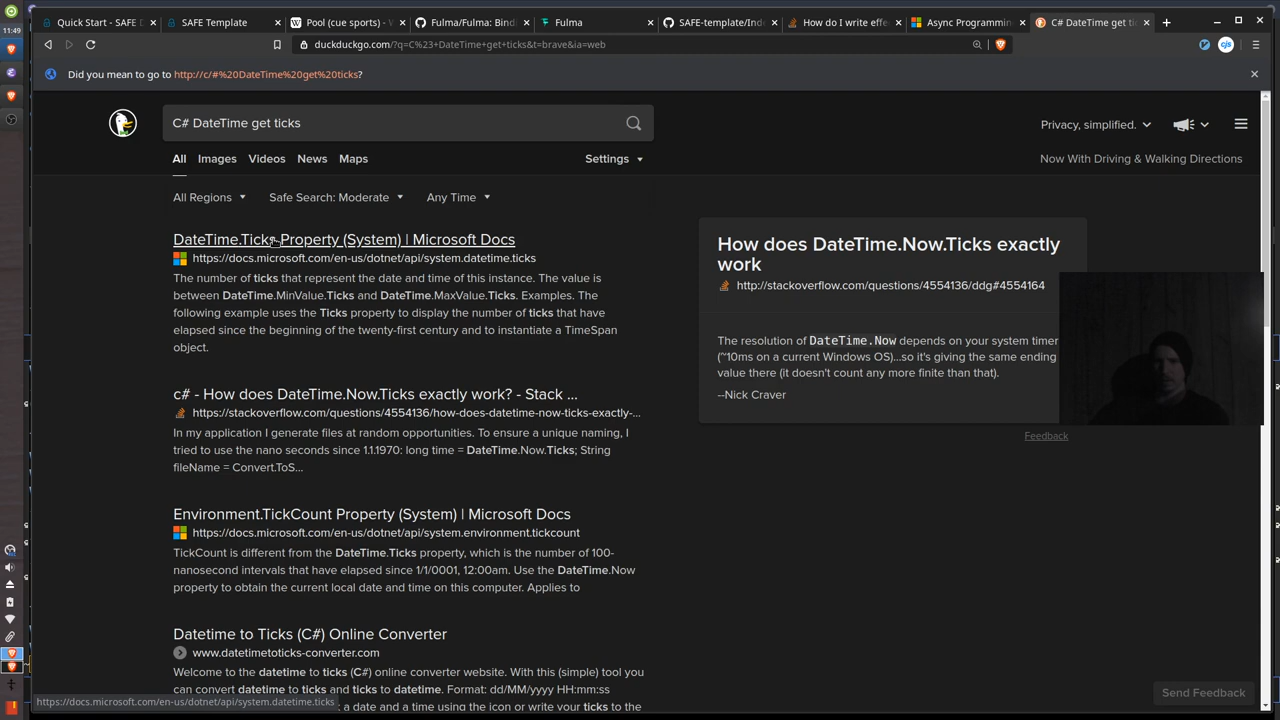 11:49
Quick Start - SAFE D
SAFE Template
Pool (cue sports) - W
Fulma/Fulma: Bindi
Fulma
SAFE-template/Inde
How do I write effe
Async Programmin
C# DateTime get ti
duckduckgo.com/?q=C%23+DateTime+get+ticks&t=brave&ia=web
Did you mean to go to http://c/#%20DateTime%20get%20ticks?
C# DateTime get ticks
Privacy, simplified.
All Images Videos News Maps Settings
Now With Driving & Walking Directions
All Regions Safe Search: Moderate Any Time
DateTime.Ticks Property (System) | Microsoft Docs
https://docs.microsoft.com/en-us/dotnet/api/system.datetime.ticks
The number of ticks that represent the date and time of this instance. The value is
between DateTime.MinValue.Ticks and DateTime.MaxValue.Ticks. Examples. The
following example uses the Ticks property to display the number of ticks that have
elapsed since the beginning of the twenty-first century and to instantiate a TimeSpan
object.
How does DateTime.Now.Ticks exactly
work
http://stackoverflow.com/questions/4554136/ddg#4554164
The resolution of DateTime.Now depends on your system timer
(~10ms on a current Windows OS)...so it's giving the same ending
value there (it doesn't count any more finite than that).
--Nick Craver
Feedback
c# - How does DateTime.Now.Ticks exactly work? - Stack ...
https://stackoverflow.com/questions/4554136/how-does-datetime-now-ticks-exactly-...
In my application I generate files at random opportunities. To ensure a unique naming, I
tried to use the nano seconds since 1.1.1970: long time = DateTime.Now.Ticks; String
fileName = Convert.ToS...
Environment.TickCount Property (System) | Microsoft Docs
https://docs.microsoft.com/en-us/dotnet/api/system.environment.tickcount
TickCount is different from the DateTime.Ticks property, which is the number of 100-
nanosecond intervals that have elapsed since 1/1/0001, 12:00am. Use the DateTime.Now
property to obtain the current local date and time on this computer. Applies to
Datetime to Ticks (C#) Online Converter
www.datetimetoticks-converter.com
Welcome to the datetime to ticks (C#) online converter website. With this (simple) tool you
can convert datetime to ticks and ticks to datetime. Format: dd/MM/yyyy HH:mm:ss
a date and a time using the icon or write your ticks to the
https://docs.microsoft.com/en-us/dotnet/api/system.datetime.ticks
Send Feedback